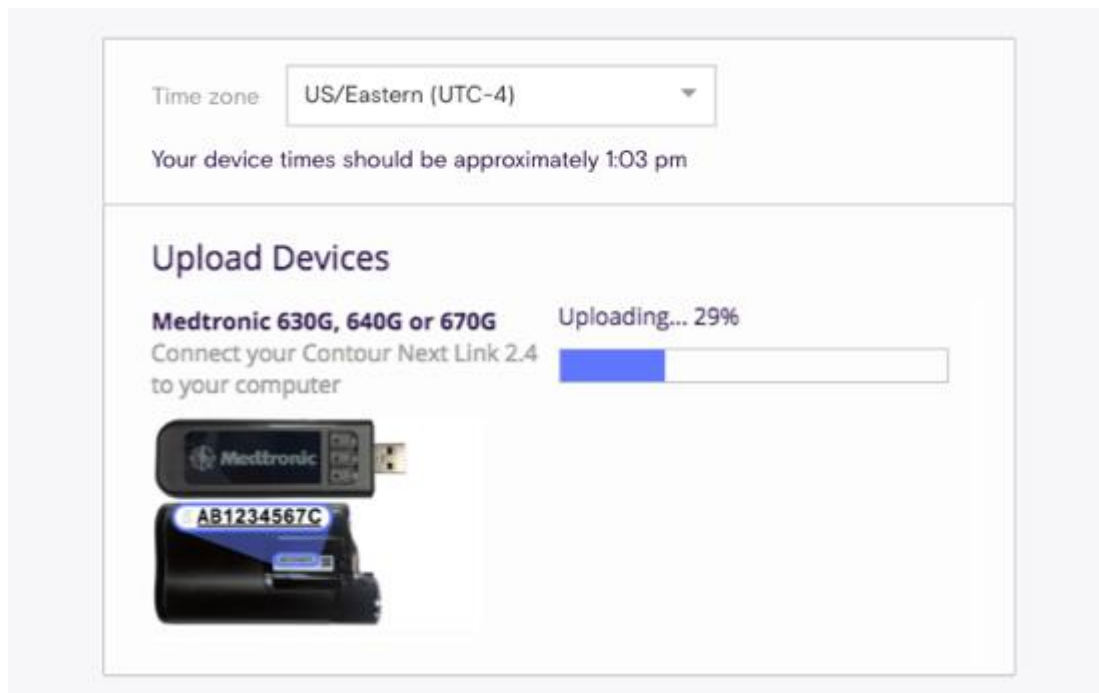 Time zone
US/Eastern (UTC-4)
Your device times should be approximately 1:03 pm
Upload Devices
Medtronic 630G, 640G or 670G
Connect your Contour Next Link 2.4
to your computer
Uploading... 29%
Medtronic
AB1234567C